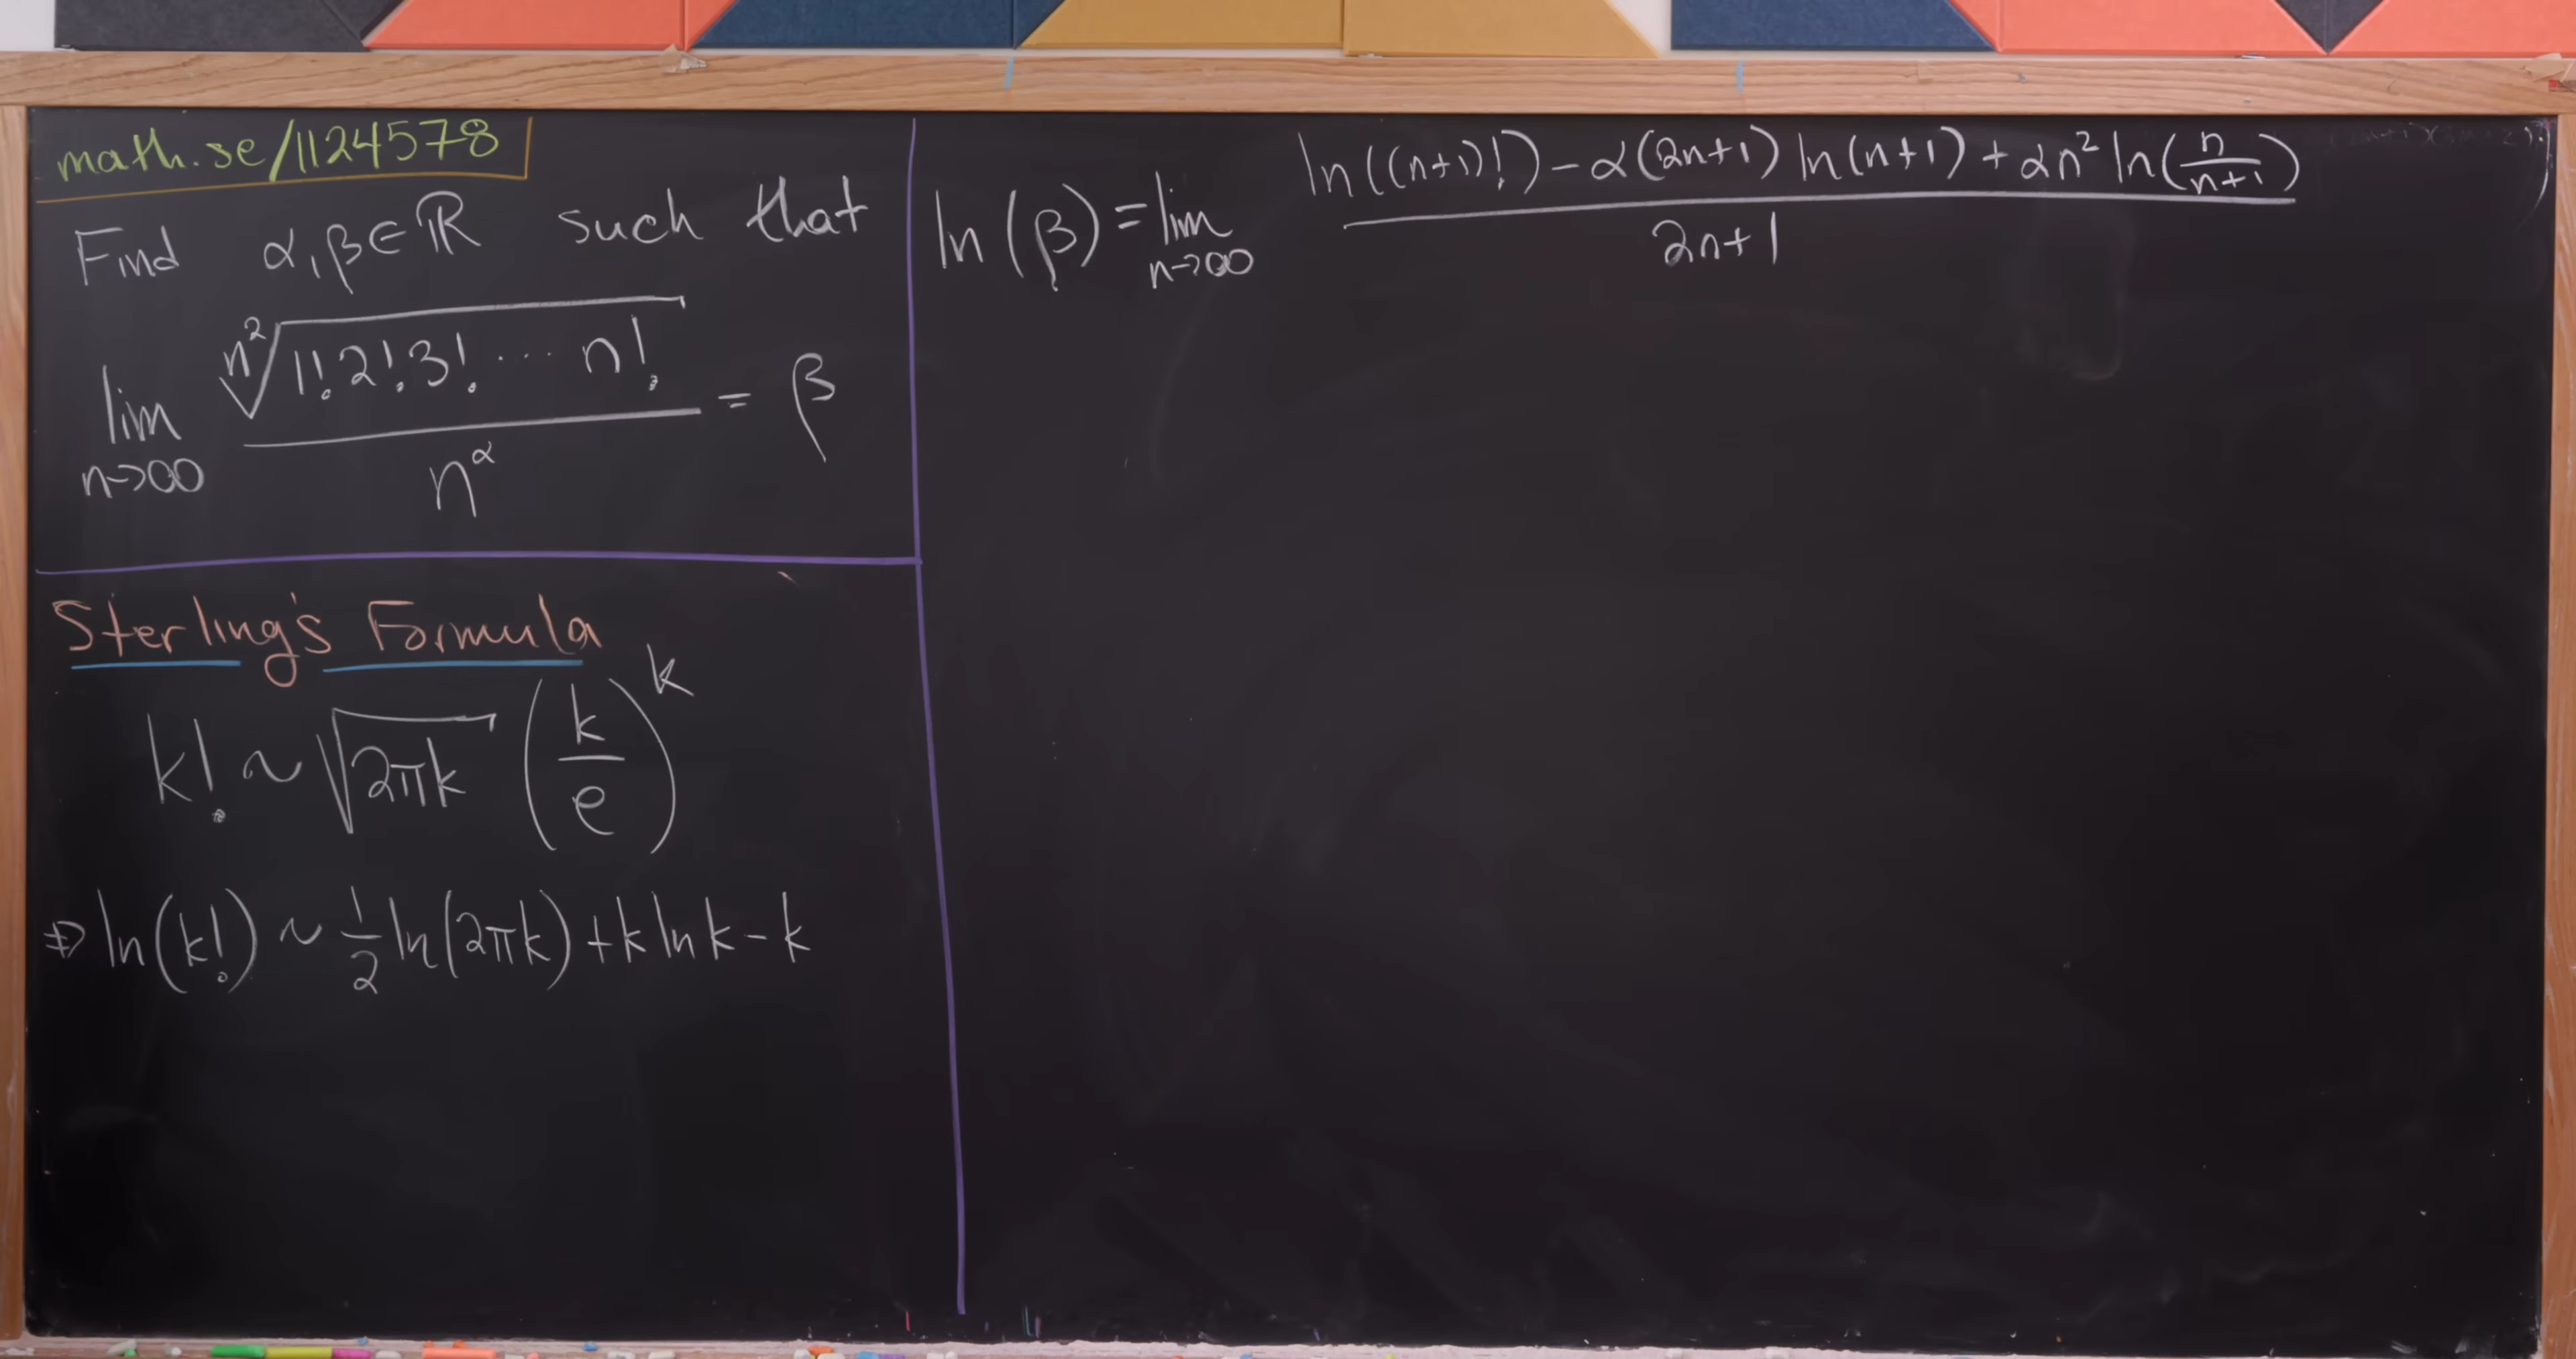 math.se/1124578
Find α,β∈ℝ such that
lim n→∞ ⁿ²√(1!2!3!⋯n!) / n^α = β
Sterling's Formula
k! ~ √(2πk) (k/e)^k
⇒ ln(k!) ~ 1/2 ln(2πk) + k ln k - k
ln(β) = lim n→∞ (ln((n+1)!) - α(2n+1) ln(n+1) + αn² ln(n/(n+1))) / (2n+1)